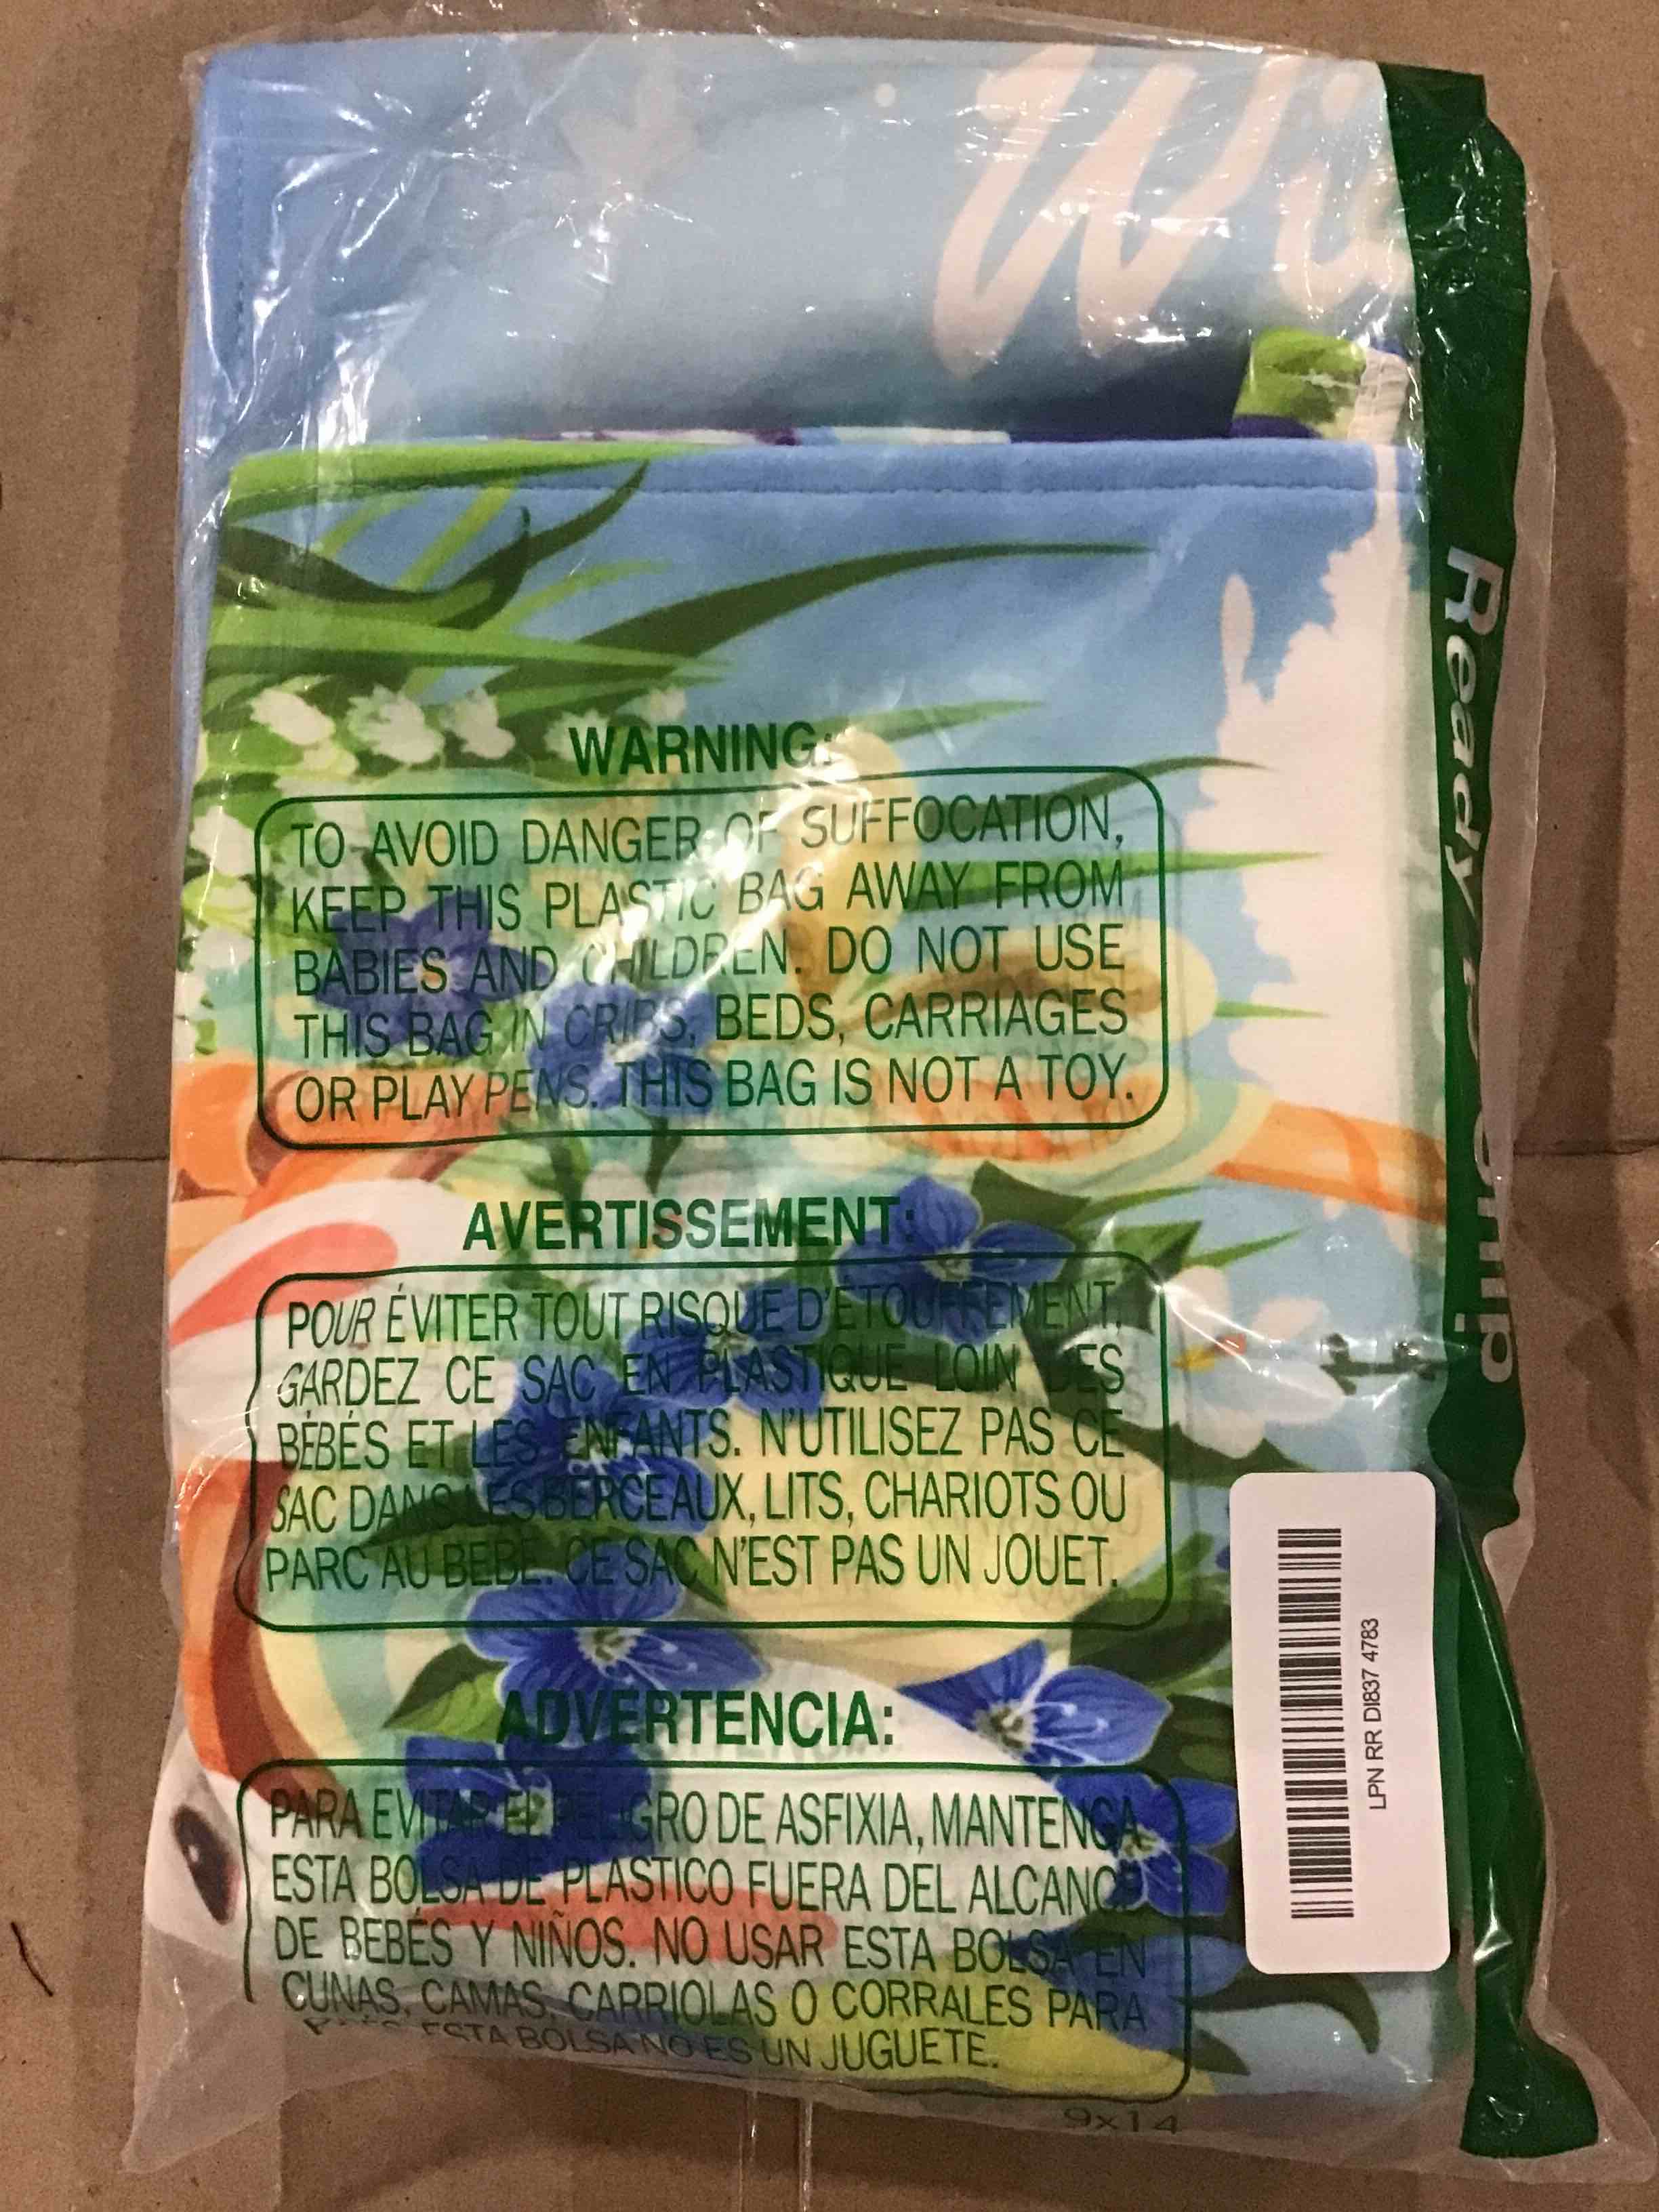 Wi
WARNING:
TO AVOID DANGER OF SUFFOCATION,
KEEP THIS PLASTIC BAG AWAY FROM
BABIES AND CHILDREN. DO NOT USE
THIS BAG IN CRIBS, BEDS, CARRIAGES
OR PLAY PENS. THIS BAG IS NOT A TOY.
AVERTISSEMENT:
POUR ÉVITER TOUT RISQUE D'ÉTOUFFEMENT,
GARDEZ CE SAC EN PLASTIQUE LOIN DES
BÉBÉS ET LES ENFANTS. N'UTILISEZ PAS CE
SAC DANS LES BERCEAUX, LITS, CHARIOTS OU
PARC AU BEBE. CE SAC N'EST PAS UN JOUET.
ADVERTENCIA:
PARA EVITAR EL PELIGRO DE ASFIXIA, MANTENGA
ESTA BOLSA DE PLASTICO FUERA DEL ALCANCE
DE BEBÉS Y NIÑOS. NO USAR ESTA BOLSA EN
CUNAS, CAMAS, CARRIOLAS O CORRALES PARA
ESTA BOLSA NO ES UN JUGUETE.
9x14
Ready
LPN RR DI837 4783